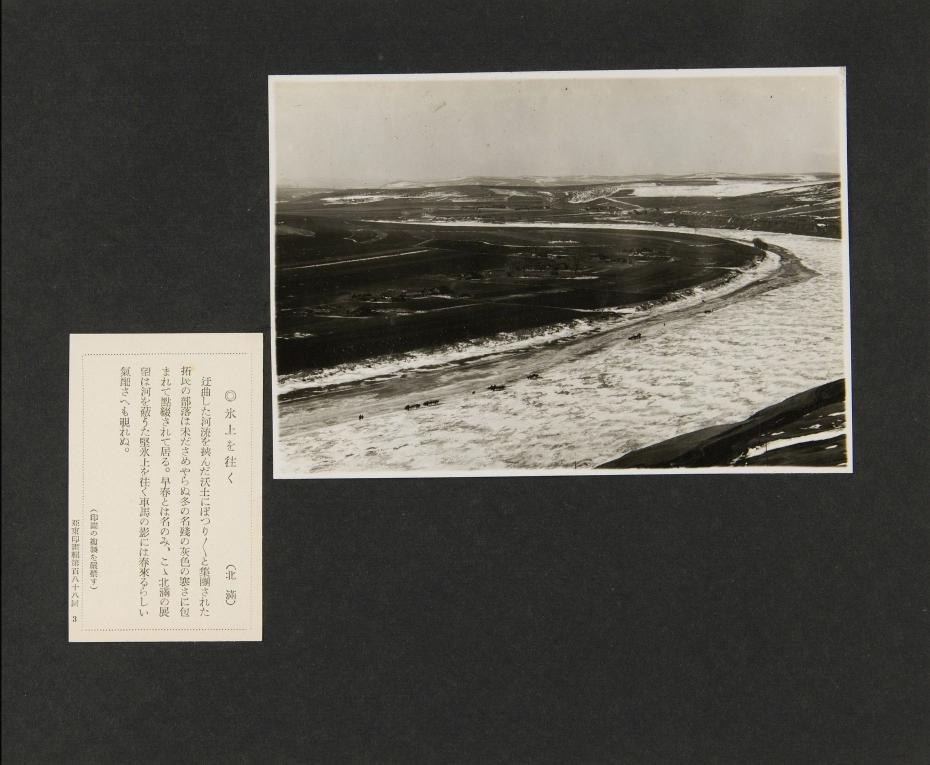 ◎氷上を往く　（北滿）
迂曲した河流を挾んだ沃土にぽつり〳〵と集團された
拓民の部落は未ださめやらぬ冬の名殘の灰色の寒さに包
まれて點綴されて居る。早春とは名のみ、こゝ北滿の展
望は河を蔽うた堅氷上を往く車馬の影には春來るらしい
氣配さへも覗れぬ。
（印畫の複製を嚴禁す）
亞東印畫輯第百八十八回　3